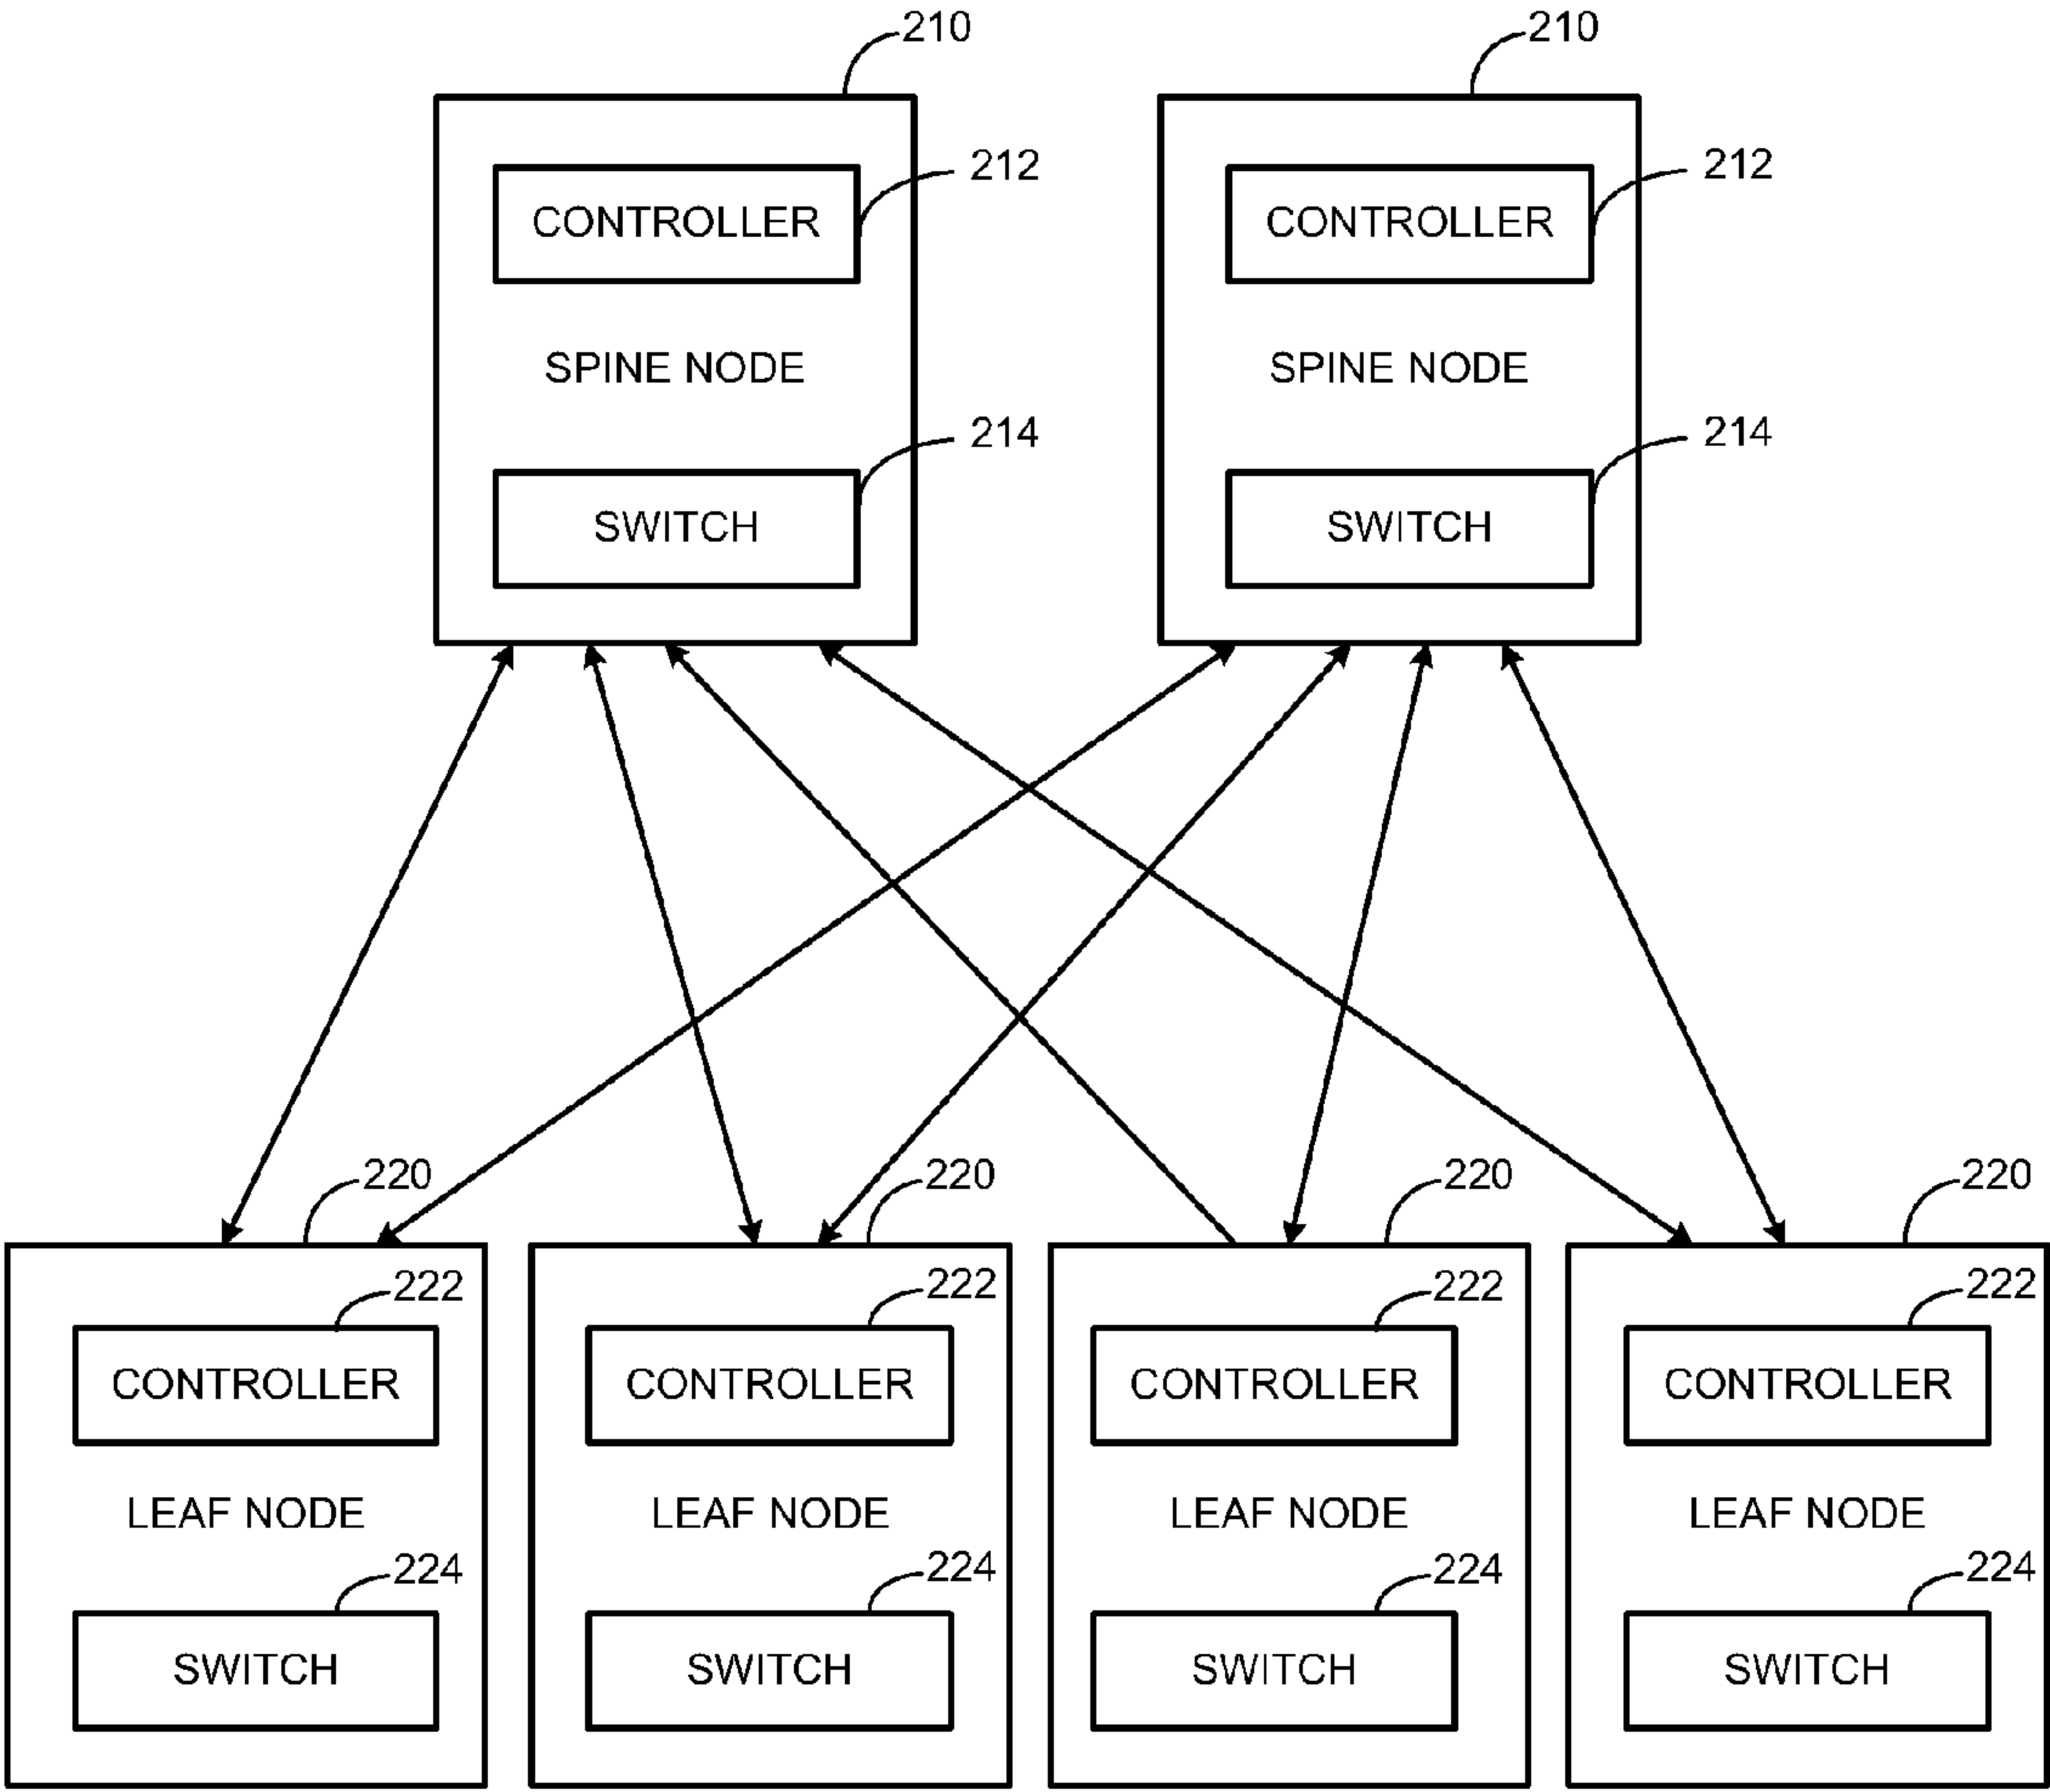 210 210
212 212
CONTROLLER CONTROLLER
SPINE NODE SPINE NODE
214 214
SWITCH SWITCH
220 220 220 220
222 222 222 222
CONTROLLER CONTROLLER CONTROLLER CONTROLLER
LEAF NODE LEAF NODE LEAF NODE LEAF NODE
224 224 224 224
SWITCH SWITCH SWITCH SWITCH